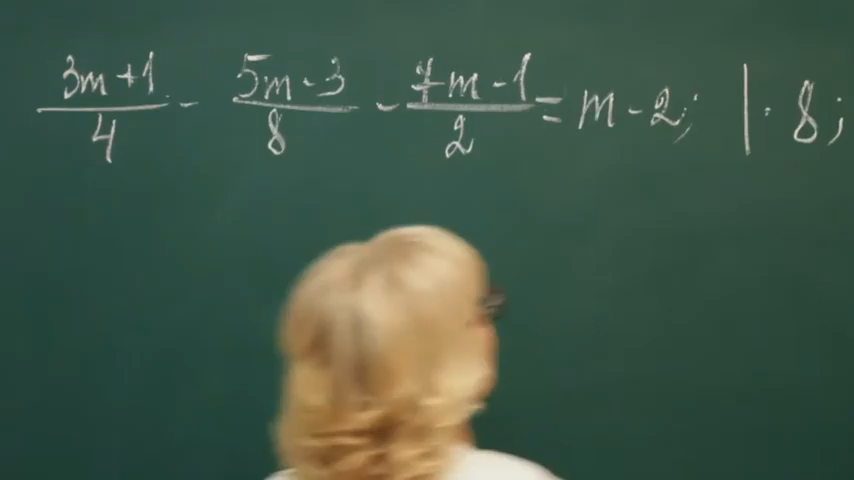 (3m+1)/4 - (5m-3)/8 - (7m-1)/2 = m-2; |·8;